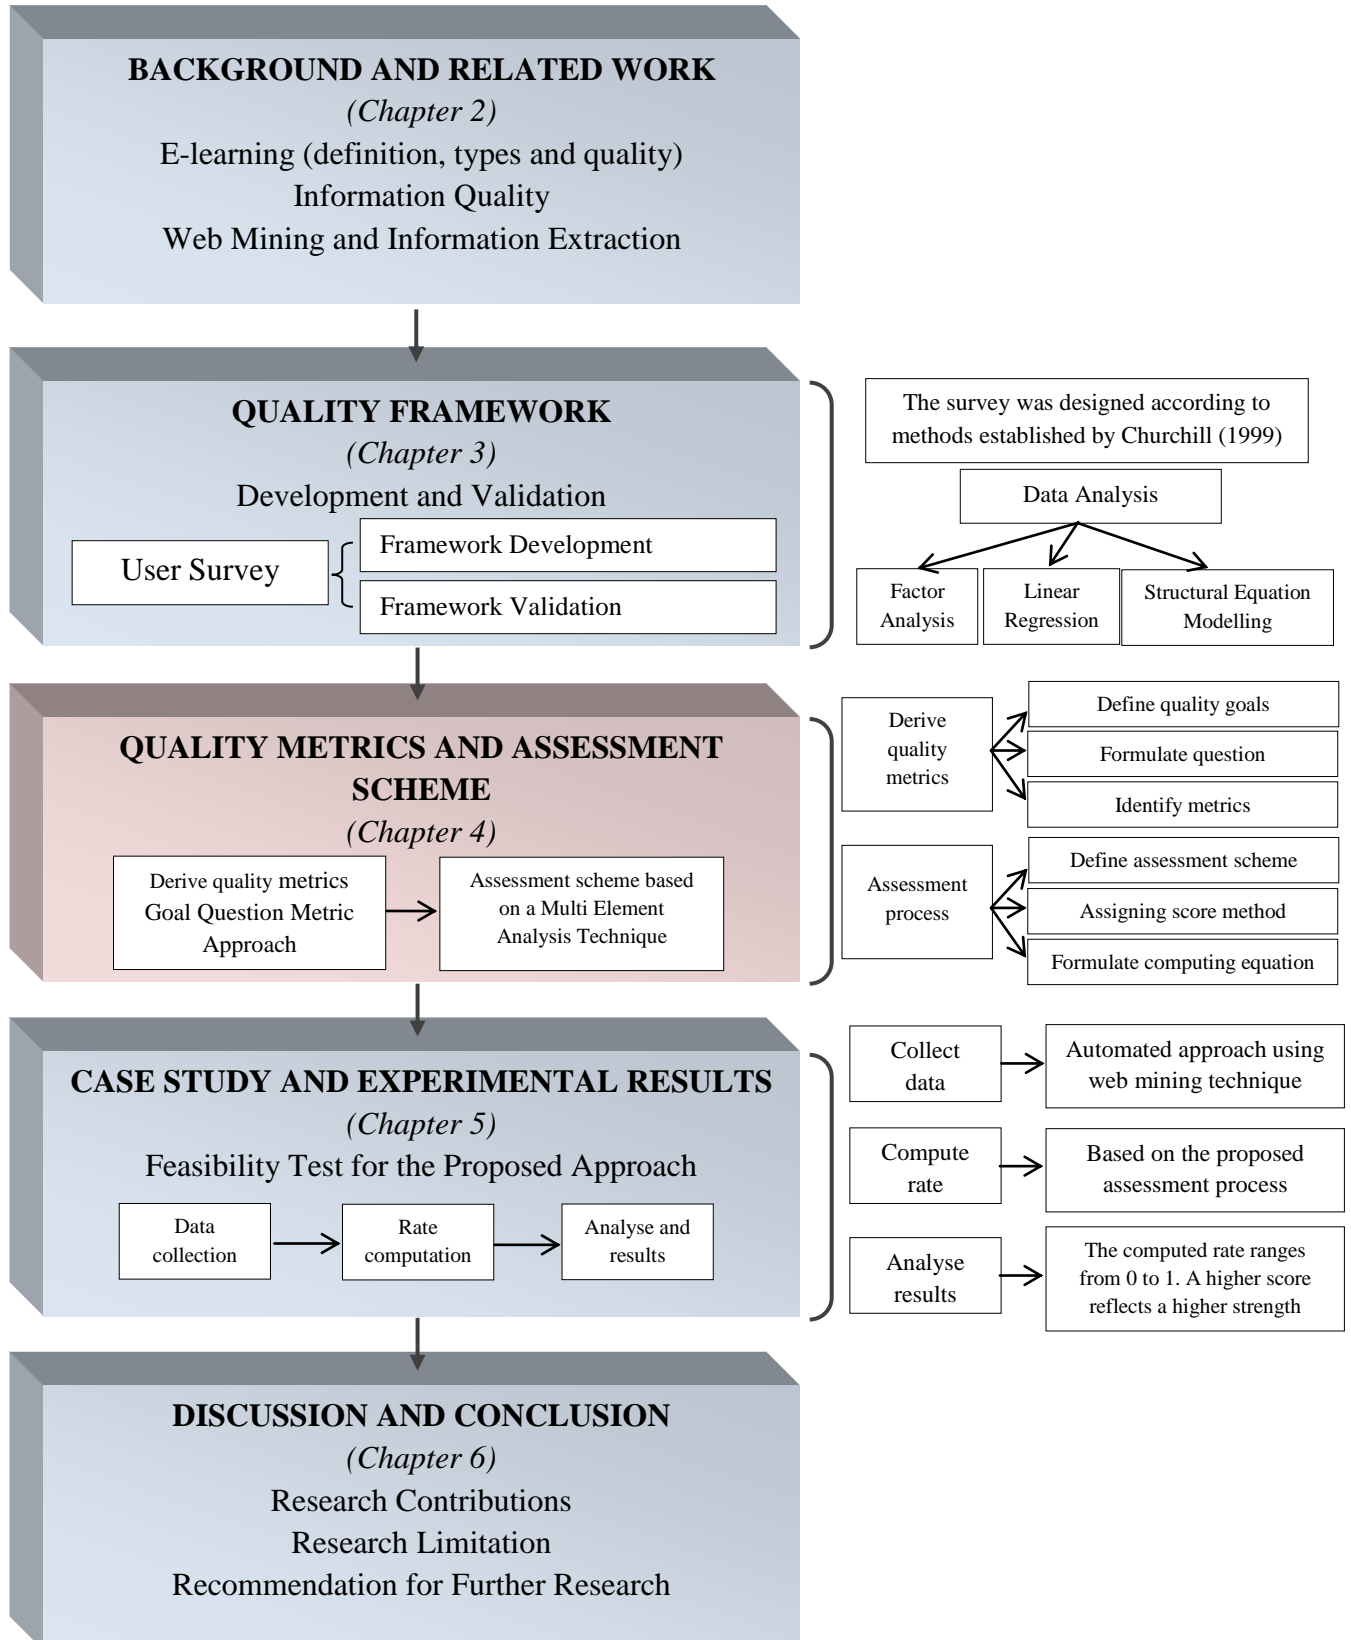 BACKGROUND AND RELATED WORK
(Chapter 2)
E-learning (definition, types and quality)
Information Quality
Web Mining and Information Extraction
QUALITY FRAMEWORK
(Chapter 3)
Development and Validation
User Survey
Framework Development
Framework Validation
The survey was designed according to
methods established by Churchill (1999)
Data Analysis
Factor
Analysis
Linear
Regression
Structural Equation
Modelling
QUALITY METRICS AND ASSESSMENT
SCHEME
(Chapter 4)
Derive quality metrics
Goal Question Metric
Approach
Assessment scheme based
on a Multi Element
Analysis Technique
Derive
quality
metrics
Define quality goals
Formulate question
Identify metrics
Assessment
process
Define assessment scheme
Assigning score method
Formulate computing equation
CASE STUDY AND EXPERIMENTAL RESULTS
(Chapter 5)
Feasibility Test for the Proposed Approach
Data
collection
Rate
computation
Analyse and
results
Collect
data
Automated approach using
web mining technique
Compute
rate
Based on the proposed
assessment process
Analyse
results
The computed rate ranges
from 0 to 1. A higher score
reflects a higher strength
DISCUSSION AND CONCLUSION
(Chapter 6)
Research Contributions
Research Limitation
Recommendation for Further Research